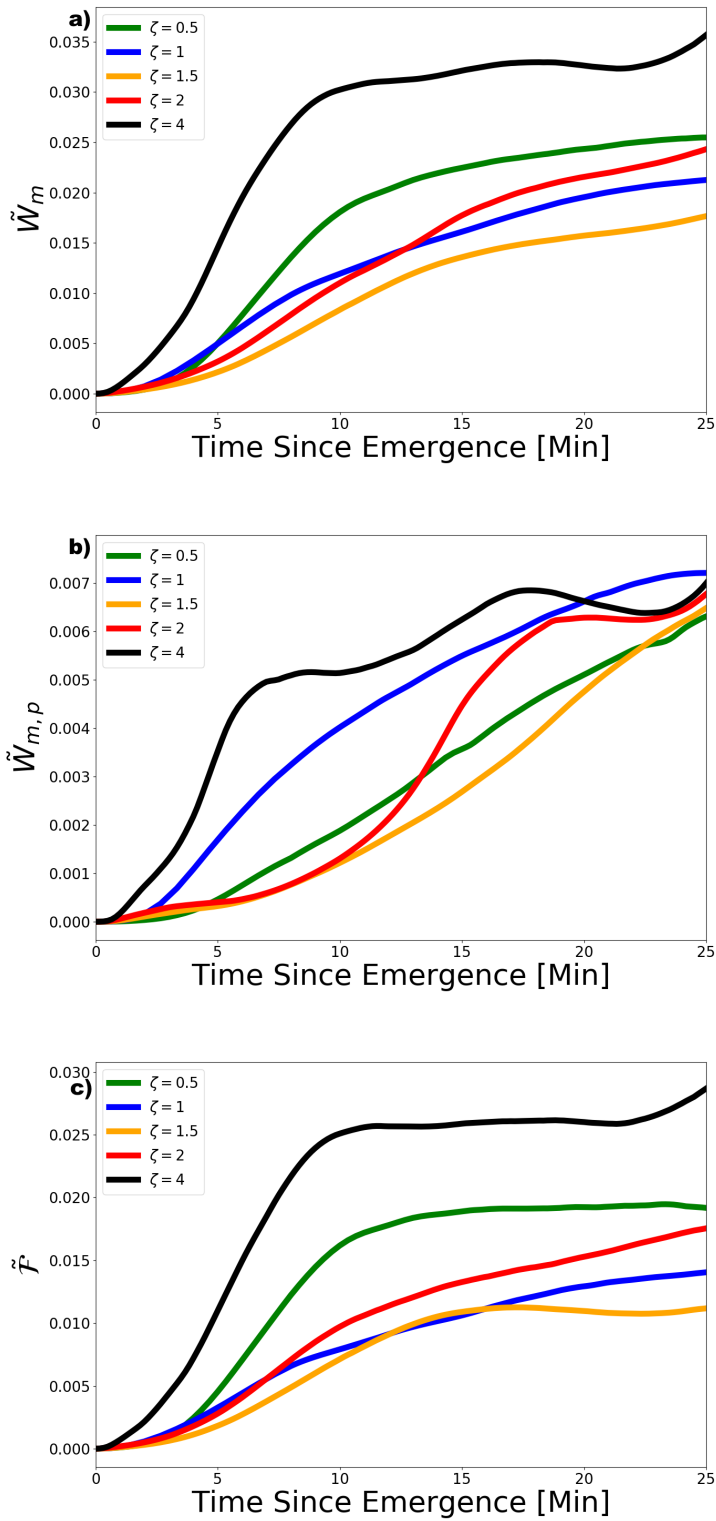 a)
ζ = 0.5
ζ = 1
ζ = 1.5
ζ = 2
ζ = 4
0.035
0.030
0.025
0.020
0.015
0.010
0.005
0.000
W̃m
0 5 10 15 20 25
Time Since Emergence [Min]
b)
ζ = 0.5
ζ = 1
ζ = 1.5
ζ = 2
ζ = 4
0.007
0.006
0.005
0.004
0.003
0.002
0.001
0.000
W̃m,p
0 5 10 15 20 25
Time Since Emergence [Min]
c)
ζ = 0.5
ζ = 1
ζ = 1.5
ζ = 2
ζ = 4
0.030
0.025
0.020
0.015
0.010
0.005
0.000
ℱ̃
0 5 10 15 20 25
Time Since Emergence [Min]